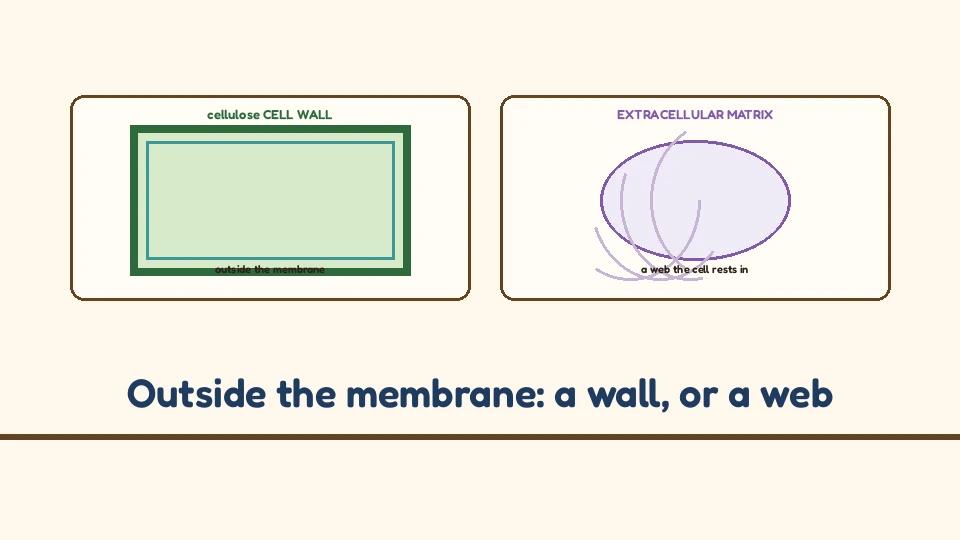 cellulose CELL WALL
outside the membrane
EXTRACELLULAR MATRIX
a web the cell rests in
Outside the membrane: a wall, or a web